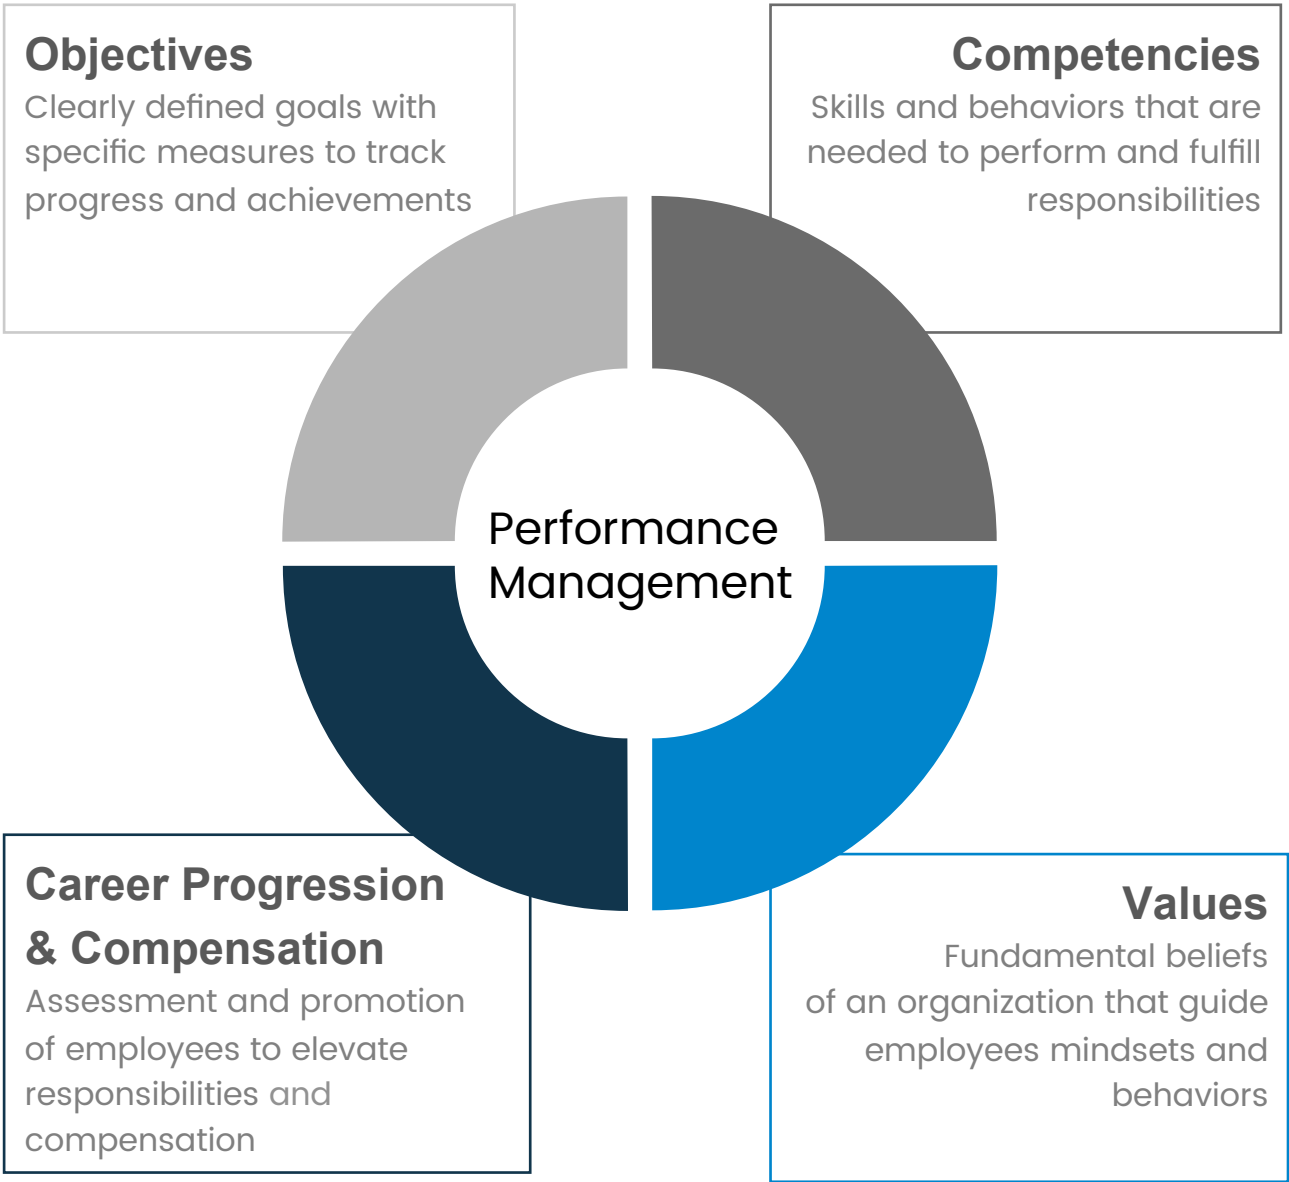 Objectives
Clearly defined goals with
specific measures to track
progress and achievements
Competencies
Skills and behaviors that are
needed to perform and fulfill
responsibilities
Performance
Management
Career Progression
& Compensation
Assessment and promotion
of employees to elevate
responsibilities and
compensation
Values
Fundamental beliefs
of an organization that guide
employees mindsets and
behaviors